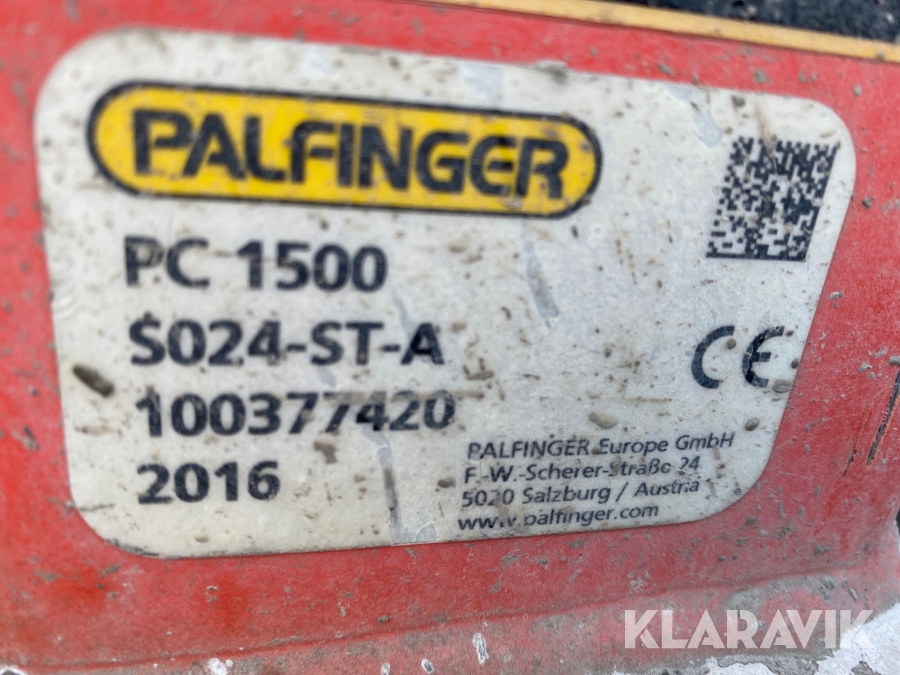 PALFINGER
PC 1500
S024-ST-A
100377420
2016
PALFINGER Europe GmbH
F.-W.-Scherer-Straße 24
5020 Salzburg / Austria
www.palfinger.com
CE
KLARAVIK